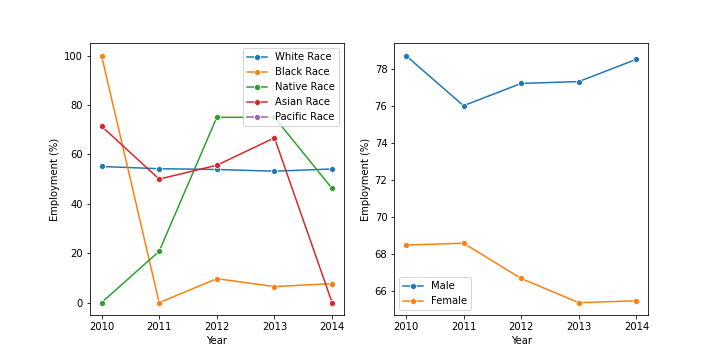 100
80
60
40
20
0
Employment (%)
2010 2011 2012 2013 2014
Year
White Race
Black Race
Native Race
Asian Race
Pacific Race
78
76
74
72
70
68
66
Employment (%)
2010 2011 2012 2013 2014
Year
Male
Female